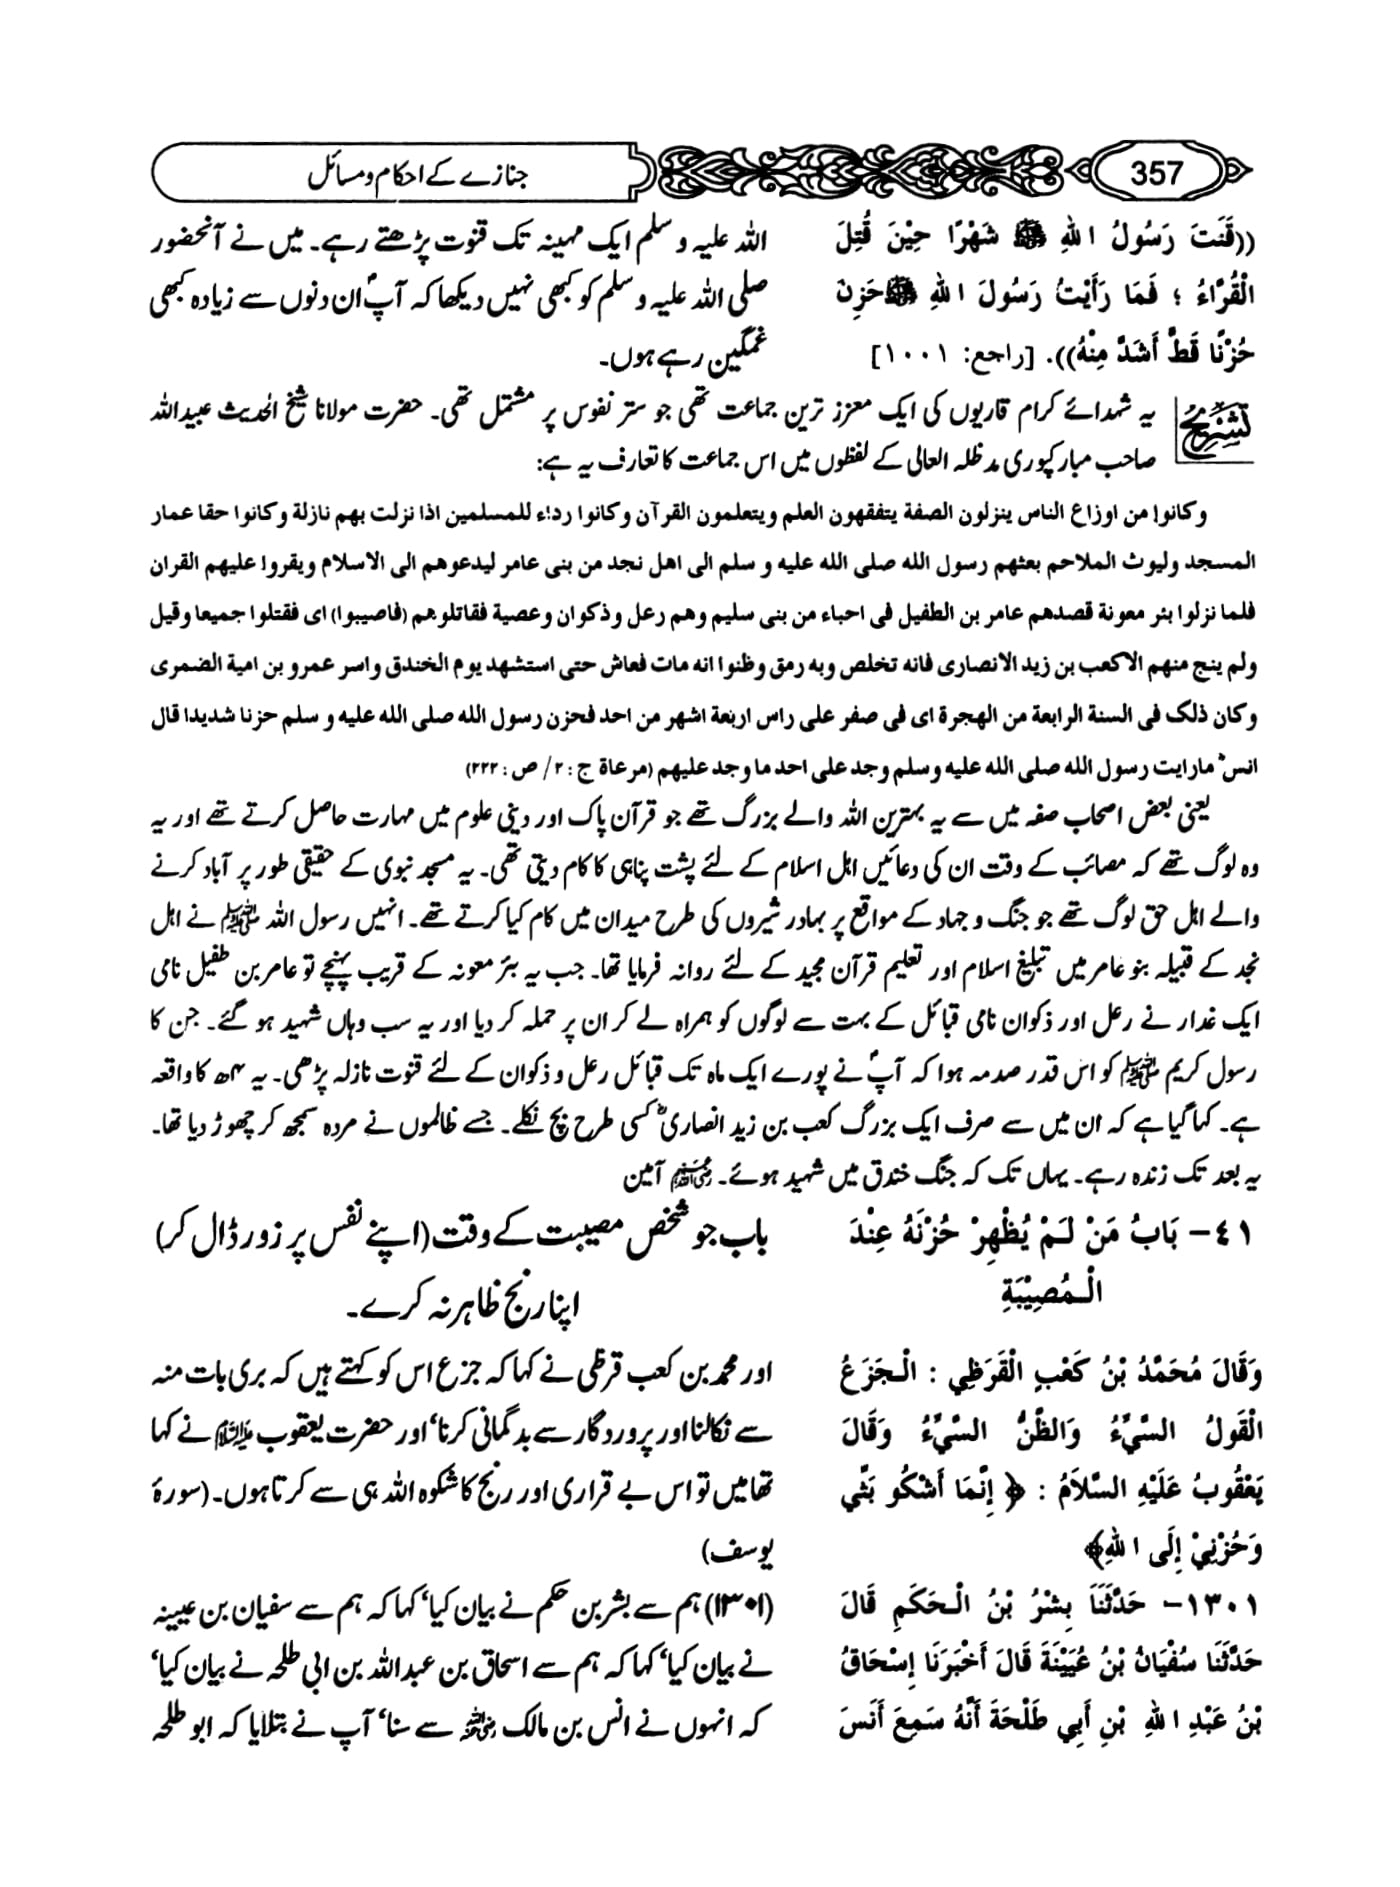 357
جنازے کے احکام و مسائل
((قَنَتَ رَسُولُ اللهِ ﷺ شَهْرًا حِيْنَ قُتِلَ
الْقُرَّاءُ ؛ فَمَا رَأَيْتُ رَسُولَ اللهِ ﷺ حَزِنَ
حُزْنًا قَطُّ أَشَدَّ مِنْهُ)). [راجع: ١٠٠١]
اللہ علیہ و سلم ایک مہینہ تک قنوت پڑھتے رہے۔ میں نے آنحضور
صلی اللہ علیہ و سلم کو کبھی نہیں دیکھا کہ آپؐ ان دنوں سے زیادہ کبھی
غمگین رہے ہوں۔
تشریح
یہ شہدائے کرام قاریوں کی ایک معزز ترین جماعت تھی جو ستر نفوس پر مشتمل تھی۔ حضرت مولانا شیخ الحدیث عبیداللہ
صاحب مبارکپوری مدظلہ العالی کے لفظوں میں اس جماعت کا تعارف یہ ہے:
وکانوا من اوزاع الناس ینزلون الصفة یتفقھون العلم ویتعلمون القرآن وکانوا رداء للمسلمین اذا نزلت بھم نازلة وکانوا حقا عمار
المسجد ولیوث الملاحم بعثھم رسول الله صلی الله علیه و سلم الی اھل نجد من بنی عامر لیدعوھم الی الاسلام ویقروا علیھم القران
فلما نزلوا بئر معونة قصدھم عامر بن الطفیل فی احیاء من بنی سلیم وھم رعل وذکوان وعصیة فقاتلوھم (فاصیبوا) ای فقتلوا جمیعا وقیل
ولم ینج منھم الاکعب بن زید الانصاری فانه تخلص وبه رمق وظنوا انه مات فعاش حتی استشھد یوم الخندق واسر عمرو بن امیة الضمری
وکان ذلک فی السنة الرابعة من الھجرة ای فی صفر علی راس اربعة اشھر من احد فحزن رسول الله صلی الله علیه و سلم حزنا شدیدا قال
انسؓ مارایت رسول الله صلی الله علیه وسلم وجد علی احد ما وجد علیھم (مرعاة ج : ۲/ ص : ۲۲۲)
یعنی بعض اصحاب صفہ میں سے یہ بہترین اللہ والے بزرگ تھے جو قرآن پاک اور دینی علوم میں مہارت حاصل کرتے تھے اور یہ
وہ لوگ تھے کہ مصائب کے وقت ان کی دعائیں اہل اسلام کے لئے پشت پناہی کا کام دیتی تھی۔ یہ مسجد نبوی کے حقیقی طور پر آباد کرنے
والے اہل حق لوگ تھے جو جنگ و جہاد کے مواقع پر بہادر شیروں کی طرح میدان میں کام کیا کرتے تھے۔ انہیں رسول اللہ ﷺ نے اہل
نجد کے قبیلہ بنو عامر میں تبلیغ اسلام اور تعلیم قرآن مجید کے لئے روانہ فرمایا تھا۔ جب یہ بئر معونہ کے قریب پہنچے تو عامر بن طفیل نامی
ایک غدار نے رعل اور ذکوان نامی قبائل کے بہت سے لوگوں کو ہمراہ لے کر ان پر حملہ کر دیا اور یہ سب وہاں شہید ہو گئے۔ جن کا
رسول کریم ﷺ کو اس قدر صدمہ ہوا کہ آپؐ نے پورے ایک ماہ تک قبائل رعل و ذکوان کے لئے قنوت نازلہ پڑھی۔ یہ ۴ھ کا واقعہ
ہے۔ کہا گیا ہے کہ ان میں سے صرف ایک بزرگ کعب بن زید انصاریؓ کسی طرح بچ نکلے۔ جسے ظالموں نے مردہ سمجھ کر چھوڑ دیا تھا۔
یہ بعد تک زندہ رہے۔ یہاں تک کہ جنگ خندق میں شہید ہوئے۔ رضی اللہ عنہم آمین
٤١- بَابُ مَنْ لَمْ يُظْهِرْ حُزْنَهُ عِنْدَ
الْمُصِيْبَةِ
باب جو شخص مصیبت کے وقت (اپنے نفس پر زور ڈال کر)
اپنا رنج ظاہر نہ کرے۔
وَقَالَ مُحَمَّدُ بْنُ كَعْبٍ الْقَرَظِي : الْجَزَعُ
الْقَولُ السَّيِّءُ وَالظَّنُّ السَّيِّءُ وَقَالَ
يَعْقُوبُ عَلَيْهِ السَّلاَمُ : ﴿ إِنَّمَا أَشْكُو بَثِّي
وَحُزْنِيْ إِلَى اللهِ﴾
اور محمد بن کعب قرظی نے کہا کہ جزع اس کو کہتے ہیں کہ بری بات منہ
سے نکالنا اور پروردگار سے بدگمانی کرنا‘ اور حضرت یعقوب علیہ السلام نے کہا
تھا میں تو اس بے قراری اور رنج کا شکوہ اللہ ہی سے کرتا ہوں۔ (سورۂ
یوسف)
١٣٠١- حَدَّثَنَا بِشْرُ بْنُ الْحَكَمِ قَالَ
حَدَّثَنَا سُفْيَانُ بْنُ عُيَيْنَةَ قَالَ أَخْبَرَنَا إِسْحَاقُ
بْنُ عَبْدِ اللهِ بْنِ أَبِي طَلْحَةَ أَنَّهُ سَمِعَ أَنَسَ
(۱۳۰۱) ہم سے بشر بن حکم نے بیان کیا‘ کہا کہ ہم سے سفیان بن عیینہ
نے بیان کیا‘ کہا کہ ہم سے اسحاق بن عبداللہ بن ابی طلحہ نے بیان کیا‘
کہ انہوں نے انس بن مالک رضی اللہ عنہ سے سنا‘ آپ نے بتلایا کہ ابو طلحہ